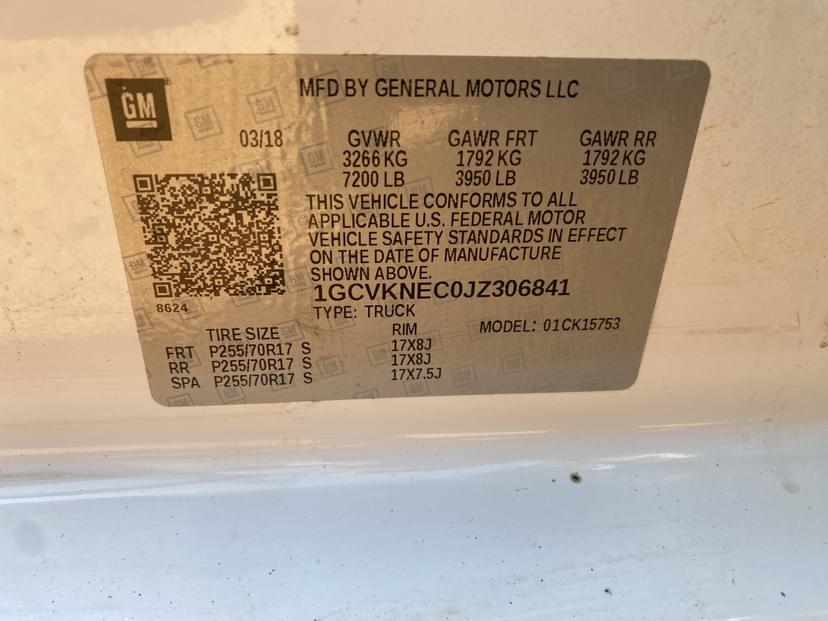 GM
MFD BY GENERAL MOTORS LLC
03/18 GVWR GAWR FRT GAWR RR
3266 KG 1792 KG 1792 KG
7200 LB 3950 LB 3950 LB
THIS VEHICLE CONFORMS TO ALL
APPLICABLE U.S. FEDERAL MOTOR
VEHICLE SAFETY STANDARDS IN EFFECT
ON THE DATE OF MANUFACTURE
SHOWN ABOVE.
1GCVKNEC0JZ306841
8624
TYPE: TRUCK
TIRE SIZE RIM MODEL: 01CK15753
FRT P255/70R17 S 17X8J
RR P255/70R17 S 17X8J
SPA P255/70R17 S 17X7.5J